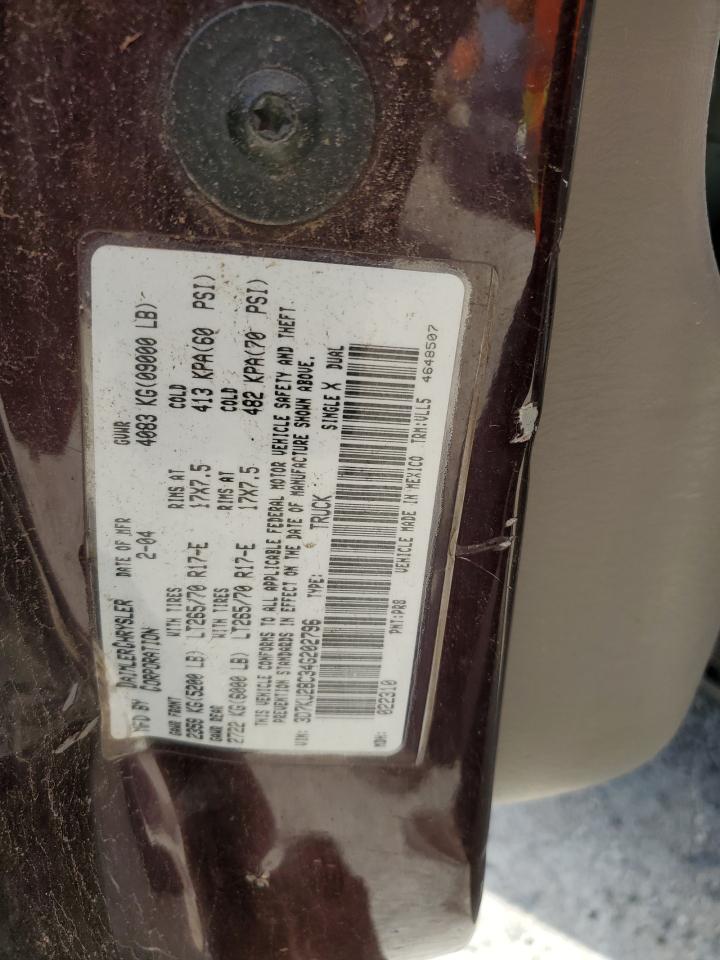 MFD BY DAIMLERCHRYSLER CORPORATION DATE OF MFR 2-04 GVWR 4083 KG(09000 LB)
GAWR FRONT WITH TIRES RIMS AT COLD
2359 KG(5200 LB) LT265/70 R17-E 17X7.5 413 KPA(60 PSI)
GAWR REAR WITH TIRES RIMS AT COLD
2722 KG(6000 LB) LT265/70 R17-E 17X7.5 482 KPA(70 PSI)
THIS VEHICLE CONFORMS TO ALL APPLICABLE FEDERAL MOTOR VEHICLE SAFETY AND THEFT
PREVENTION STANDARDS IN EFFECT ON THE DATE OF MANUFACTURE SHOWN ABOVE.
VIN: 3D7KU28C34G202796 TYPE: TRUCK SINGLE X DUAL
MDH: 022310 PNT:PR8 VEHICLE MADE IN MEXICO TRM:VLL5 4648507